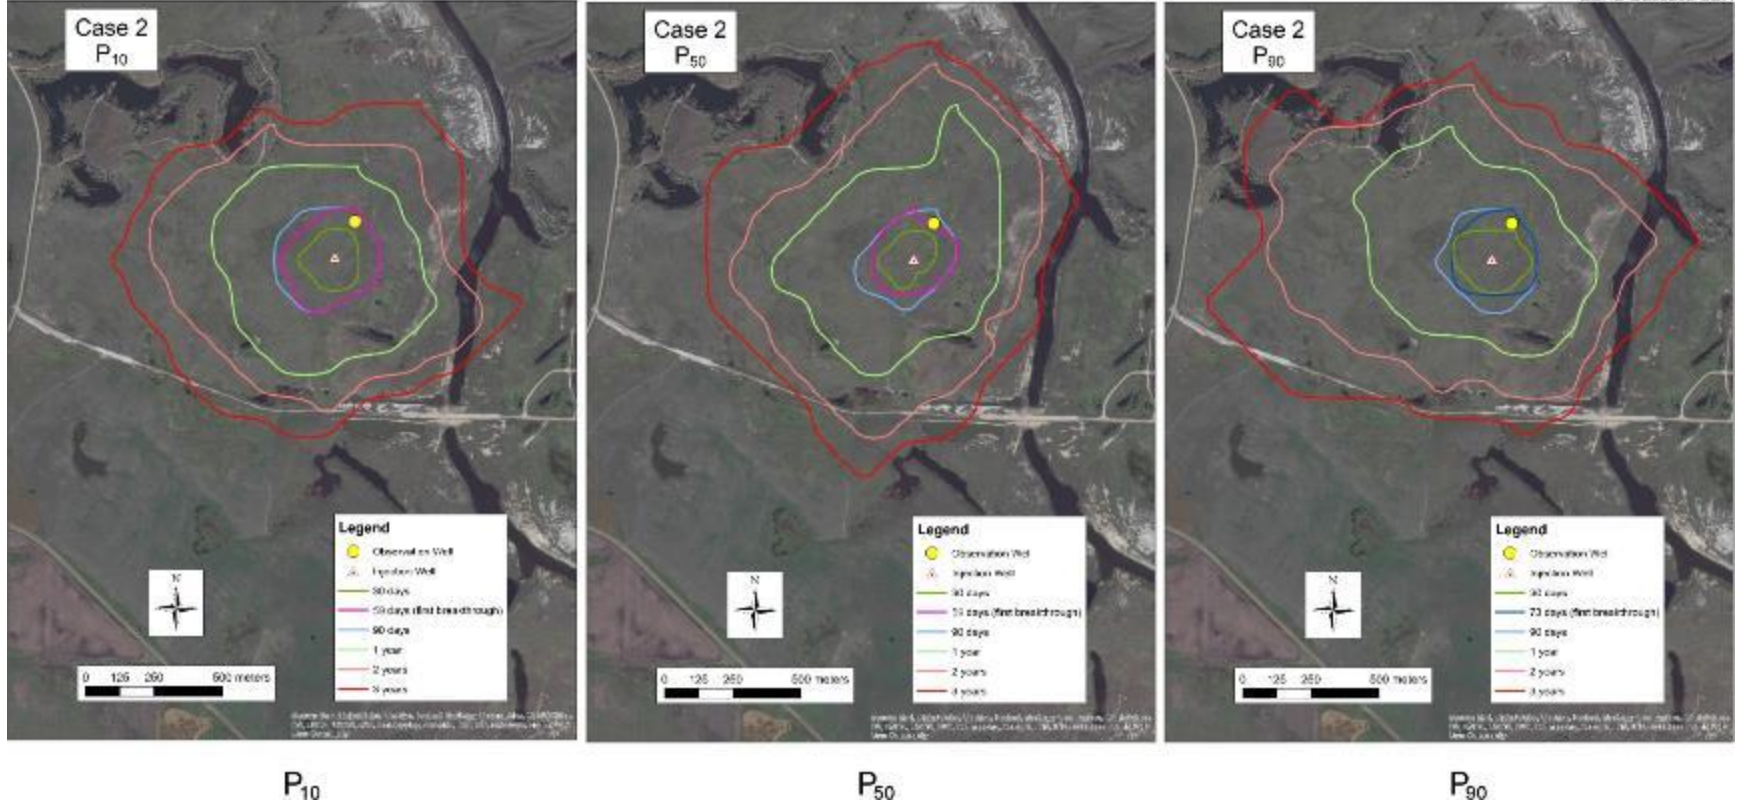 Case 2
P10
Case 2
P50
Case 2
P90
Legend
Observation Well
Injection Well
30 days
59 days (first breakthrough)
90 days
1 year
2 years
3 years
N
0 125 250 500 meters
Legend
Observation Well
Injection Well
30 days
59 days (first breakthrough)
90 days
1 year
2 years
3 years
N
0 125 250 500 meters
Legend
Observation Well
Injection Well
30 days
73 days (first breakthrough)
90 days
1 year
2 years
3 years
N
0 125 250 500 meters
P10
P50
P90